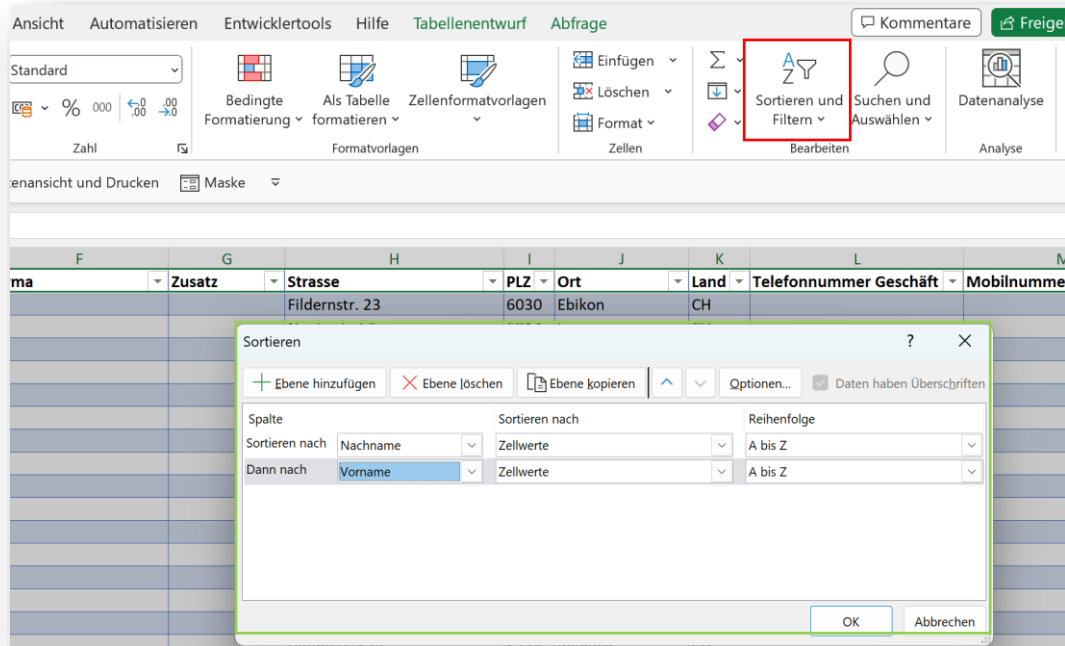 Ansicht Automatisieren Entwicklertools Hilfe Tabellenentwurf Abfrage Kommentare Freige
Standard
% 000
Bedingte Formatierung
Als Tabelle formatieren
Zellenformatvorlagen
Einfügen
Löschen
Format
Sortieren und Filtern
Suchen und Auswählen
Datenanalyse
Zahl Formatvorlagen Zellen Bearbeiten Analyse
enansicht und Drucken Maske
F G H I J K L M
rma Zusatz Strasse PLZ Ort Land Telefonnummer Geschäft Mobilnumme
Fildernstr. 23 6030 Ebikon CH
Sortieren ? X
Ebene hinzufügen Ebene löschen Ebene kopieren Optionen... Daten haben Überschriften
Spalte Sortieren nach Reihenfolge
Sortieren nach Nachname Zellwerte A bis Z
Dann nach Vorname Zellwerte A bis Z
OK Abbrechen